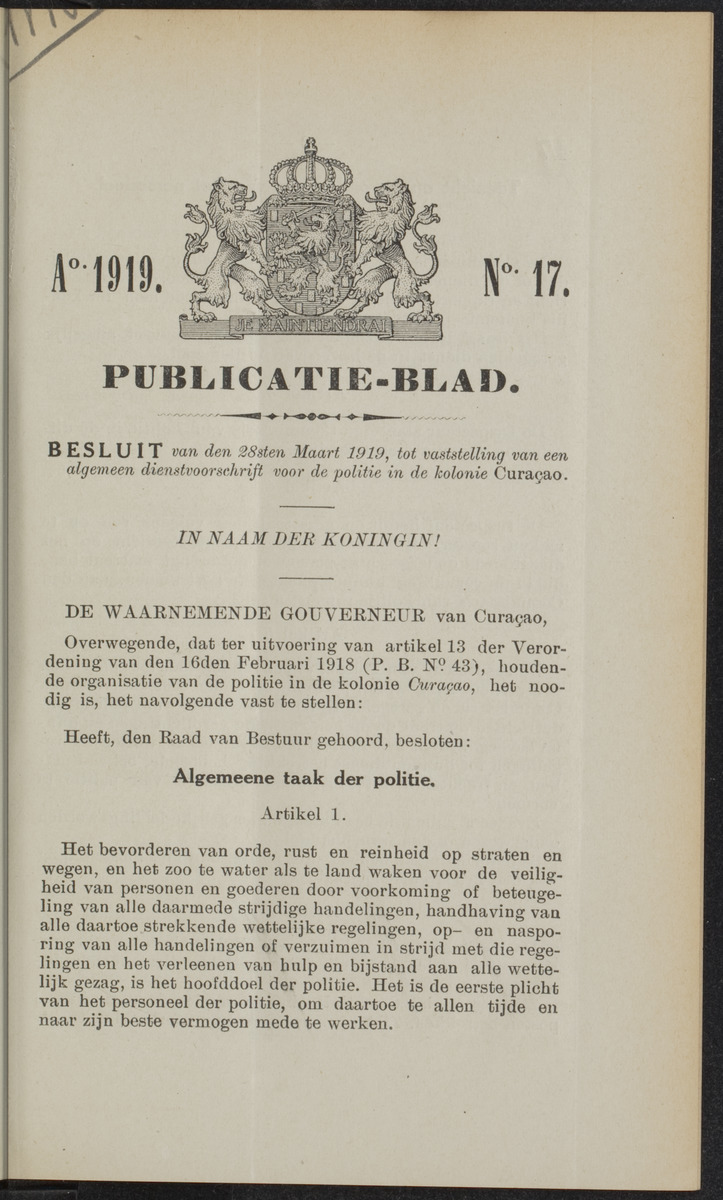 Aº. 1919.
Nº. 17.
JE MAINTIENDRAI
PUBLICATIE-BLAD.
BESLUIT van den 28sten Maart 1919, tot vaststelling van een
algemeen dienstvoorschrift voor de politie in de kolonie Curaçao.
IN NAAM DER KONINGIN!
DE WAARNEMENDE GOUVERNEUR van Curaçao,
Overwegende, dat ter uitvoering van artikel 13 der Veror-
dening van den 16den Februari 1918 (P. B. Nº 43), houden-
de organisatie van de politie in de kolonie Curaçao, het noo-
dig is, het navolgende vast te stellen:
Heeft, den Raad van Bestuur gehoord, besloten:
Algemeene taak der politie.
Artikel 1.
Het bevorderen van orde, rust en reinheid op straten en
wegen, en het zoo te water als te land waken voor de veilig-
heid van personen en goederen door voorkoming of beteuge-
ling van alle daarmede strijdige handelingen, handhaving van
alle daartoe strekkende wettelijke regelingen, op- en naspo-
ring van alle handelingen of verzuimen in strijd met die rege-
lingen en het verleenen van hulp en bijstand aan alle wette-
lijk gezag, is het hoofddoel der politie. Het is de eerste plicht
van het personeel der politie, om daartoe te allen tijde en
naar zijn beste vermogen mede te werken.